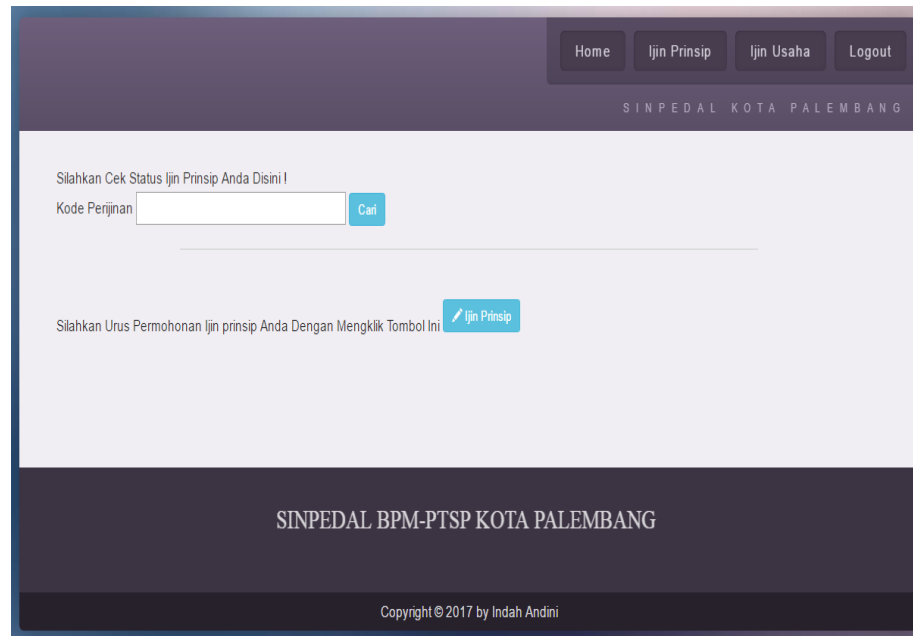 Home Ijin Prinsip Ijin Usaha Logout
SINPEDAL KOTA PALEMBANG
Silahkan Cek Status Ijin Prinsip Anda Disini !
Kode Perijinan Cari
Silahkan Urus Permohonan Ijin prinsip Anda Dengan Mengklik Tombol Ini Ijin Prinsip
SINPEDAL BPM-PTSP KOTA PALEMBANG
Copyright © 2017 by Indah Andini